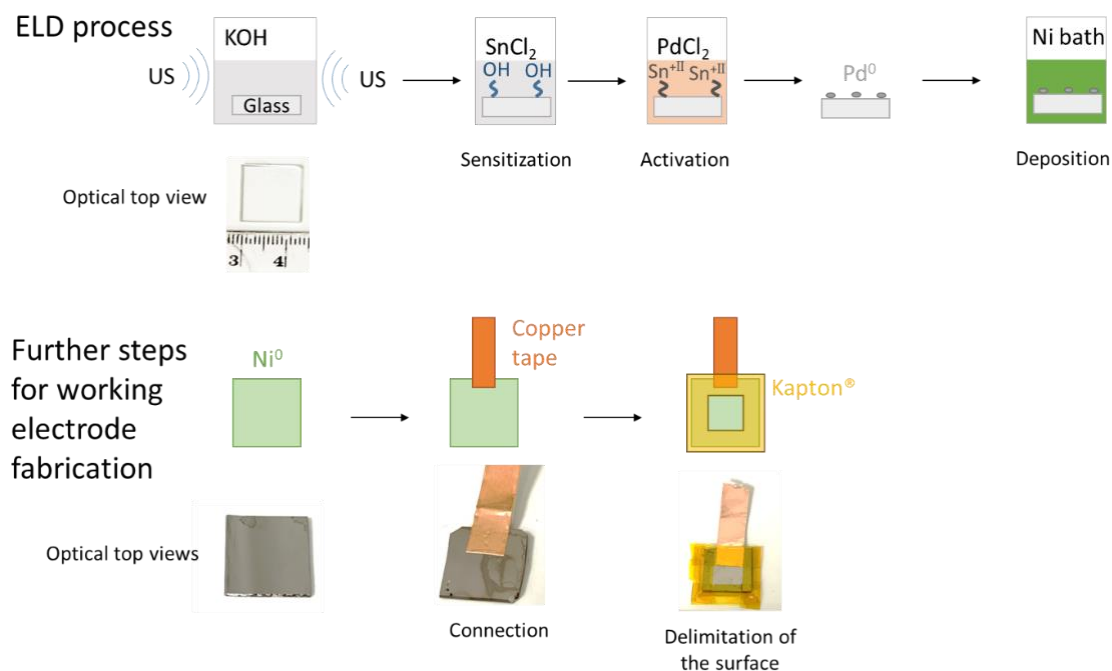 ELD process
KOH
US
US
Glass
SnCl₂
OH OH
Sensitization
PdCl₂
Sn⁺ᴵᴵ Sn⁺ᴵᴵ
Activation
Pd⁰
Ni bath
Deposition
Optical top view
3 4
Further steps
for working
electrode
fabrication
Ni⁰
Copper
tape
Kapton®
Optical top views
Connection
Delimitation of
the surface